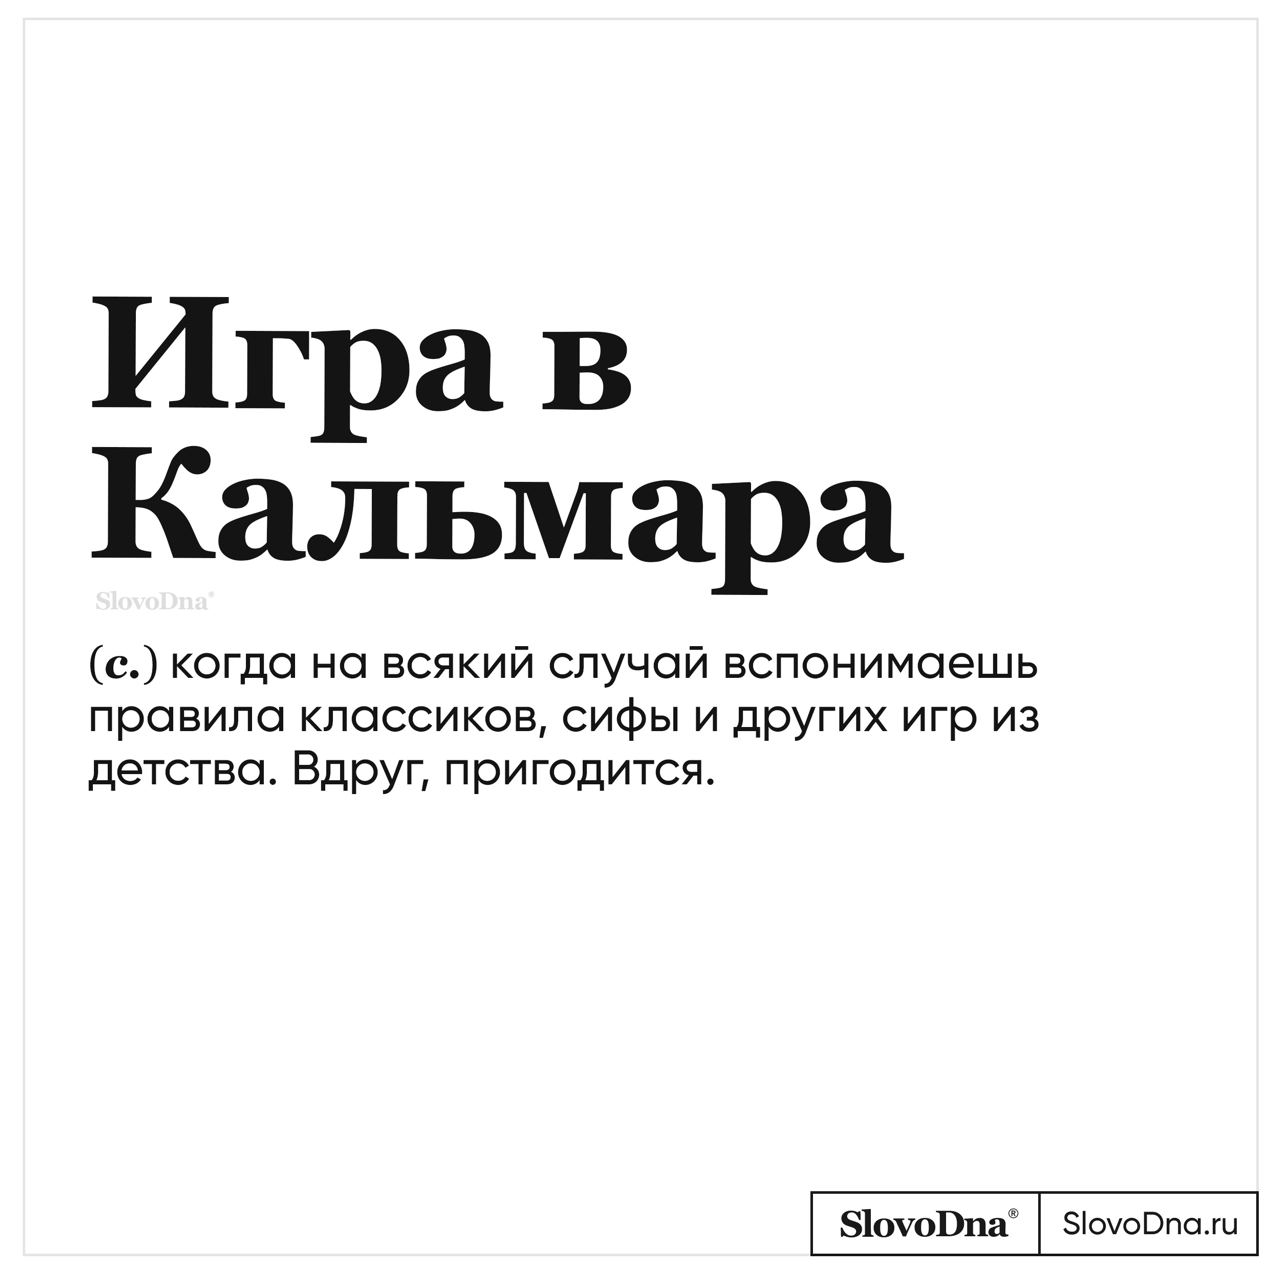 Игра в
Кальмара
SlovoDna®
(с.) когда на всякий случай вспонимаешь
правила классиков, сифы и других игр из
детства. Вдруг, пригодится.
SlovoDna®
SlovoDna.ru